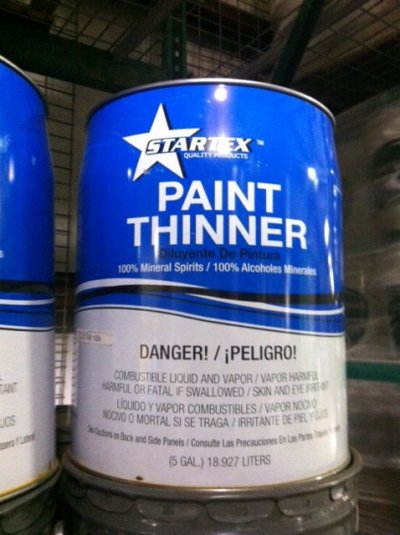 STARTEX™
QUALITY PRODUCTS
PAINT
THINNER
Diluyente De Pintura
100% Mineral Spirits / 100% Alcoholes Minerales
DANGER! / ¡PELIGRO!
COMBUSTIBLE LIQUID AND VAPOR / VAPOR HARMFUL
HARMFUL OR FATAL IF SWALLOWED / SKIN AND EYE IRRITANT
LÍQUIDO Y VAPOR COMBUSTIBLES / VAPOR NOCIVO
NOCIVO O MORTAL SI SE TRAGA / IRRITANTE DE PIEL Y OJOS
See Cautions on Back and Side Panels / Consulte Las Precauciones En Las Partes Trasera Y
(5 GAL.) 18.927 LITERS